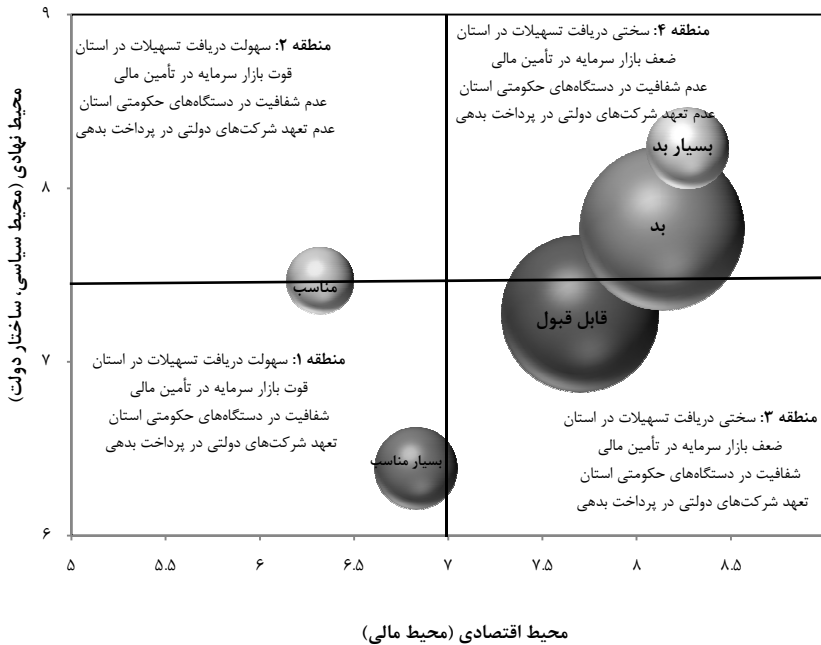 محیط نهادی (محیط سیاسی، ساختار دولت)
۹
۸
۷
۶
منطقه ۴: سختی دریافت تسهیلات در استان
ضعف بازار سرمایه در تأمین مالی
عدم شفافیت در دستگاه‌های حکومتی استان
عدم تعهد شرکت‌های دولتی در پرداخت بدهی
منطقه ۲: سهولت دریافت تسهیلات در استان
قوت بازار سرمایه در تأمین مالی
عدم شفافیت در دستگاه‌های حکومتی استان
عدم تعهد شرکت‌های دولتی در پرداخت بدهی
بسیار بد
بد
مناسب
قابل قبول
منطقه ۱: سهولت دریافت تسهیلات در استان
قوت بازار سرمایه در تأمین مالی
شفافیت در دستگاه‌های حکومتی استان
تعهد شرکت‌های دولتی در پرداخت بدهی
بسیار مناسب
منطقه ۳: سختی دریافت تسهیلات در استان
ضعف بازار سرمایه در تأمین مالی
شفافیت در دستگاه‌های حکومتی استان
تعهد شرکت‌های دولتی در پرداخت بدهی
۵ ۵.۵ ۶ ۶.۵ ۷ ۷.۵ ۸ ۸.۵
محیط اقتصادی (محیط مالی)